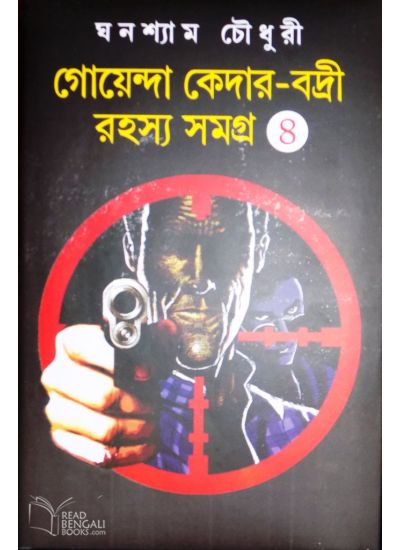 ঘনশ্যাম চৌধুরী
গোয়েন্দা কেদার-বদ্রী
রহস্য সমগ্র ৪
READ
BENGALI
BOOKS.com